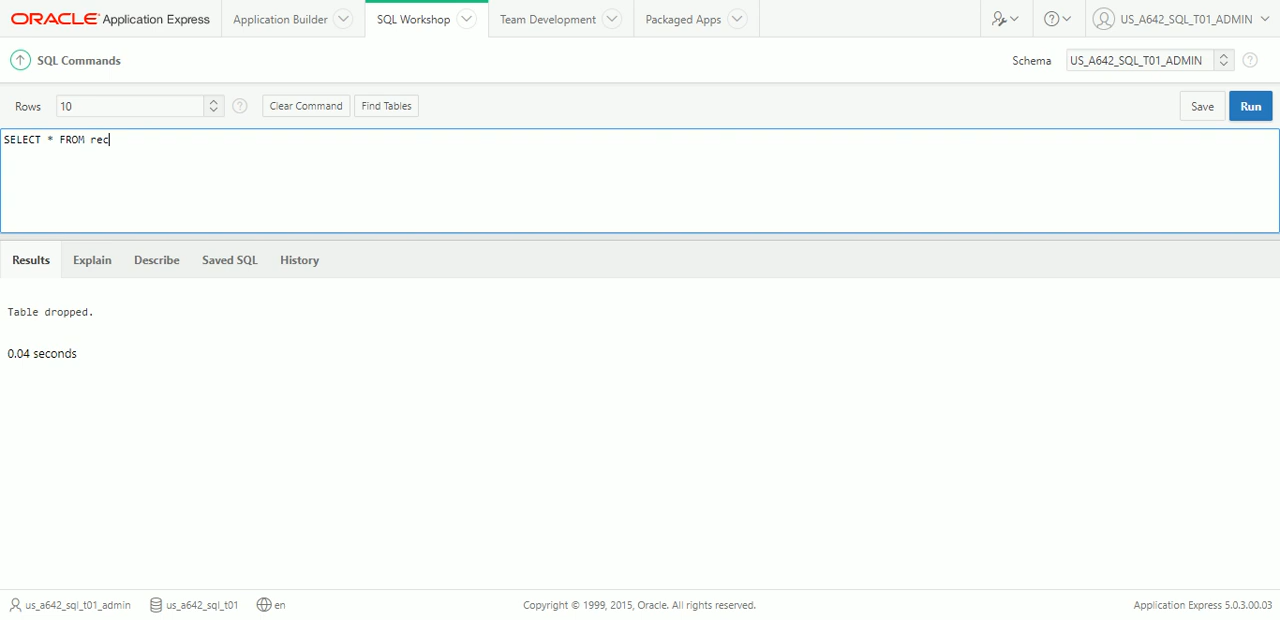 ORACLE Application Express Application Builder SQL Workshop Team Development Packaged Apps US_A642_SQL_T01_ADMIN
SQL Commands Schema US_A642_SQL_T01_ADMIN
Rows 10 Clear Command Find Tables Save Run
SELECT * FROM rec
Results Explain Describe Saved SQL History
Table dropped.
0.04 seconds
us_a642_sql_t01_admin us_a642_sql_t01 en Copyright © 1999, 2015, Oracle. All rights reserved. Application Express 5.0.3.00.03